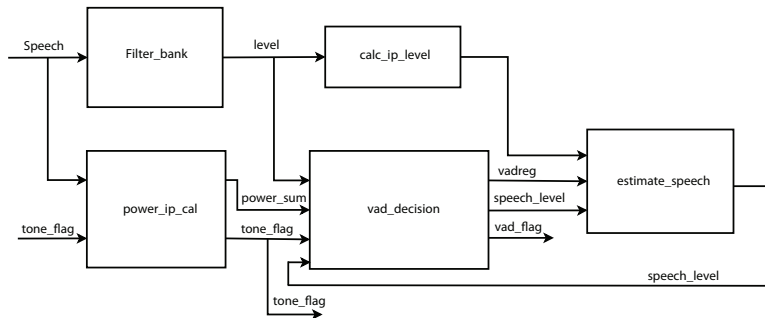 Speech
Filter_bank
level
calc_ip_level
tone_flag
power_ip_cal
power_sum
tone_flag
tone_flag
vad_decision
vadreg
speech_level
vad_flag
estimate_speech
speech_level